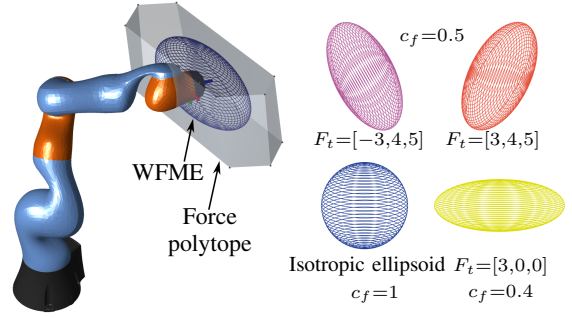 c_f=0.5
F_t=[−3,4,5]
F_t=[3,4,5]
WFME
Force
polytope
Isotropic ellipsoid
F_t=[3,0,0]
c_f=1
c_f=0.4